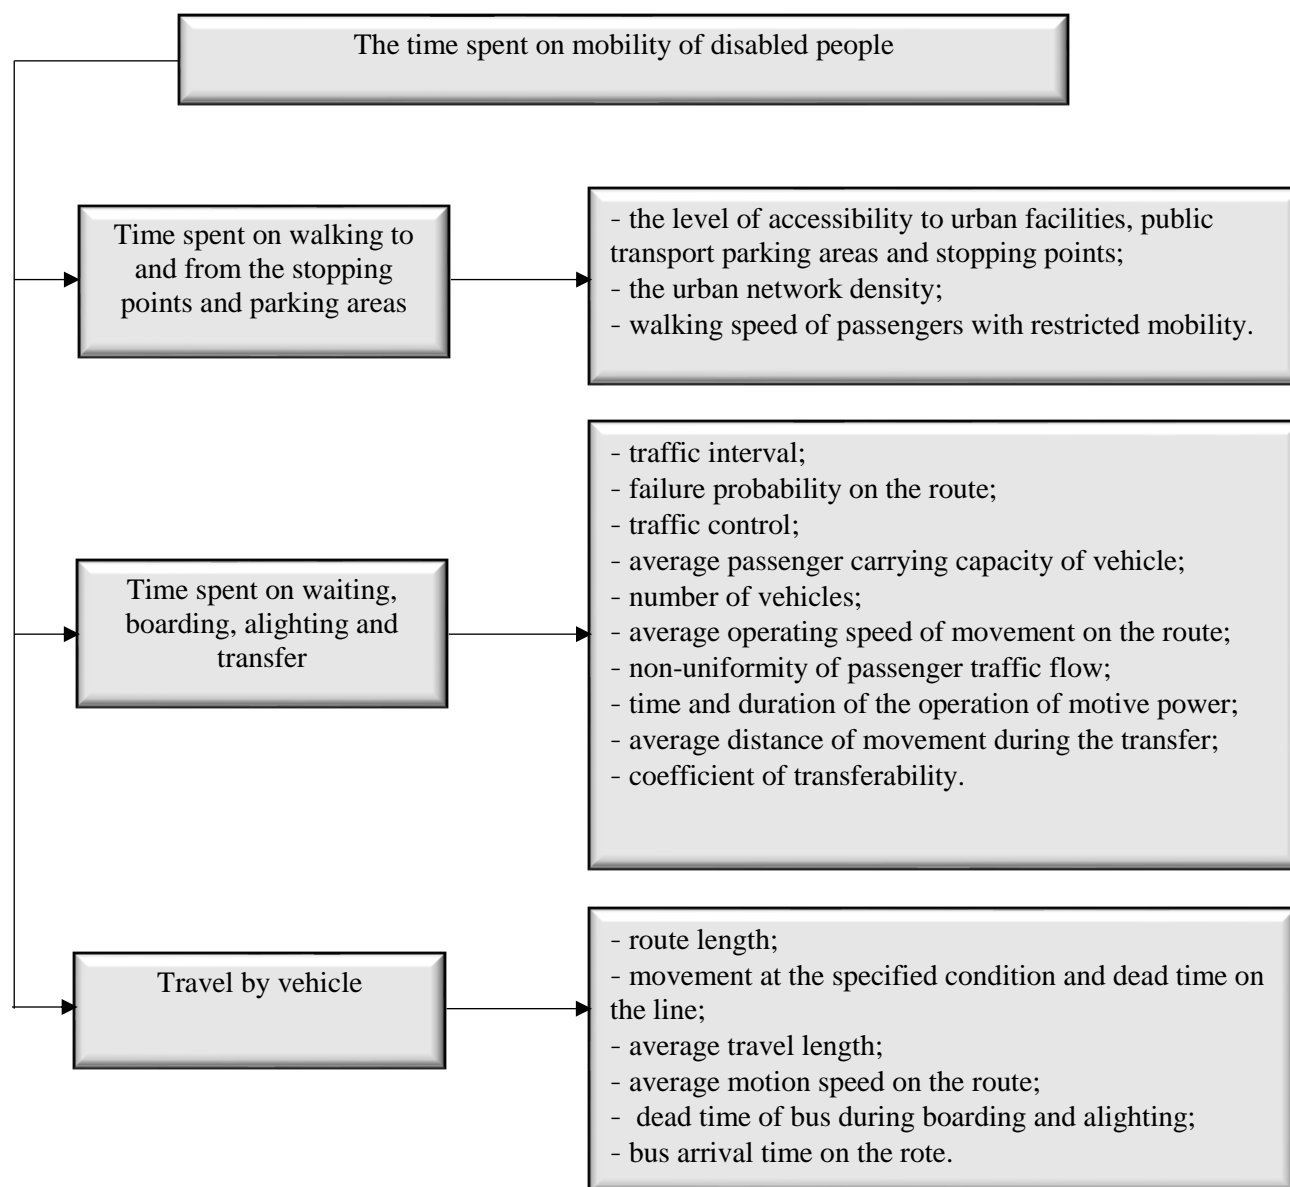 The time spent on mobility of disabled people
Time spent on walking to
and from the stopping
points and parking areas
- the level of accessibility to urban facilities, public
transport parking areas and stopping points;
- the urban network density;
- walking speed of passengers with restricted mobility.
Time spent on waiting,
boarding, alighting and
transfer
- traffic interval;
- failure probability on the route;
- traffic control;
- average passenger carrying capacity of vehicle;
- number of vehicles;
- average operating speed of movement on the route;
- non-uniformity of passenger traffic flow;
- time and duration of the operation of motive power;
- average distance of movement during the transfer;
- coefficient of transferability.
Travel by vehicle
- route length;
- movement at the specified condition and dead time on
the line;
- average travel length;
- average motion speed on the route;
- dead time of bus during boarding and alighting;
- bus arrival time on the rote.